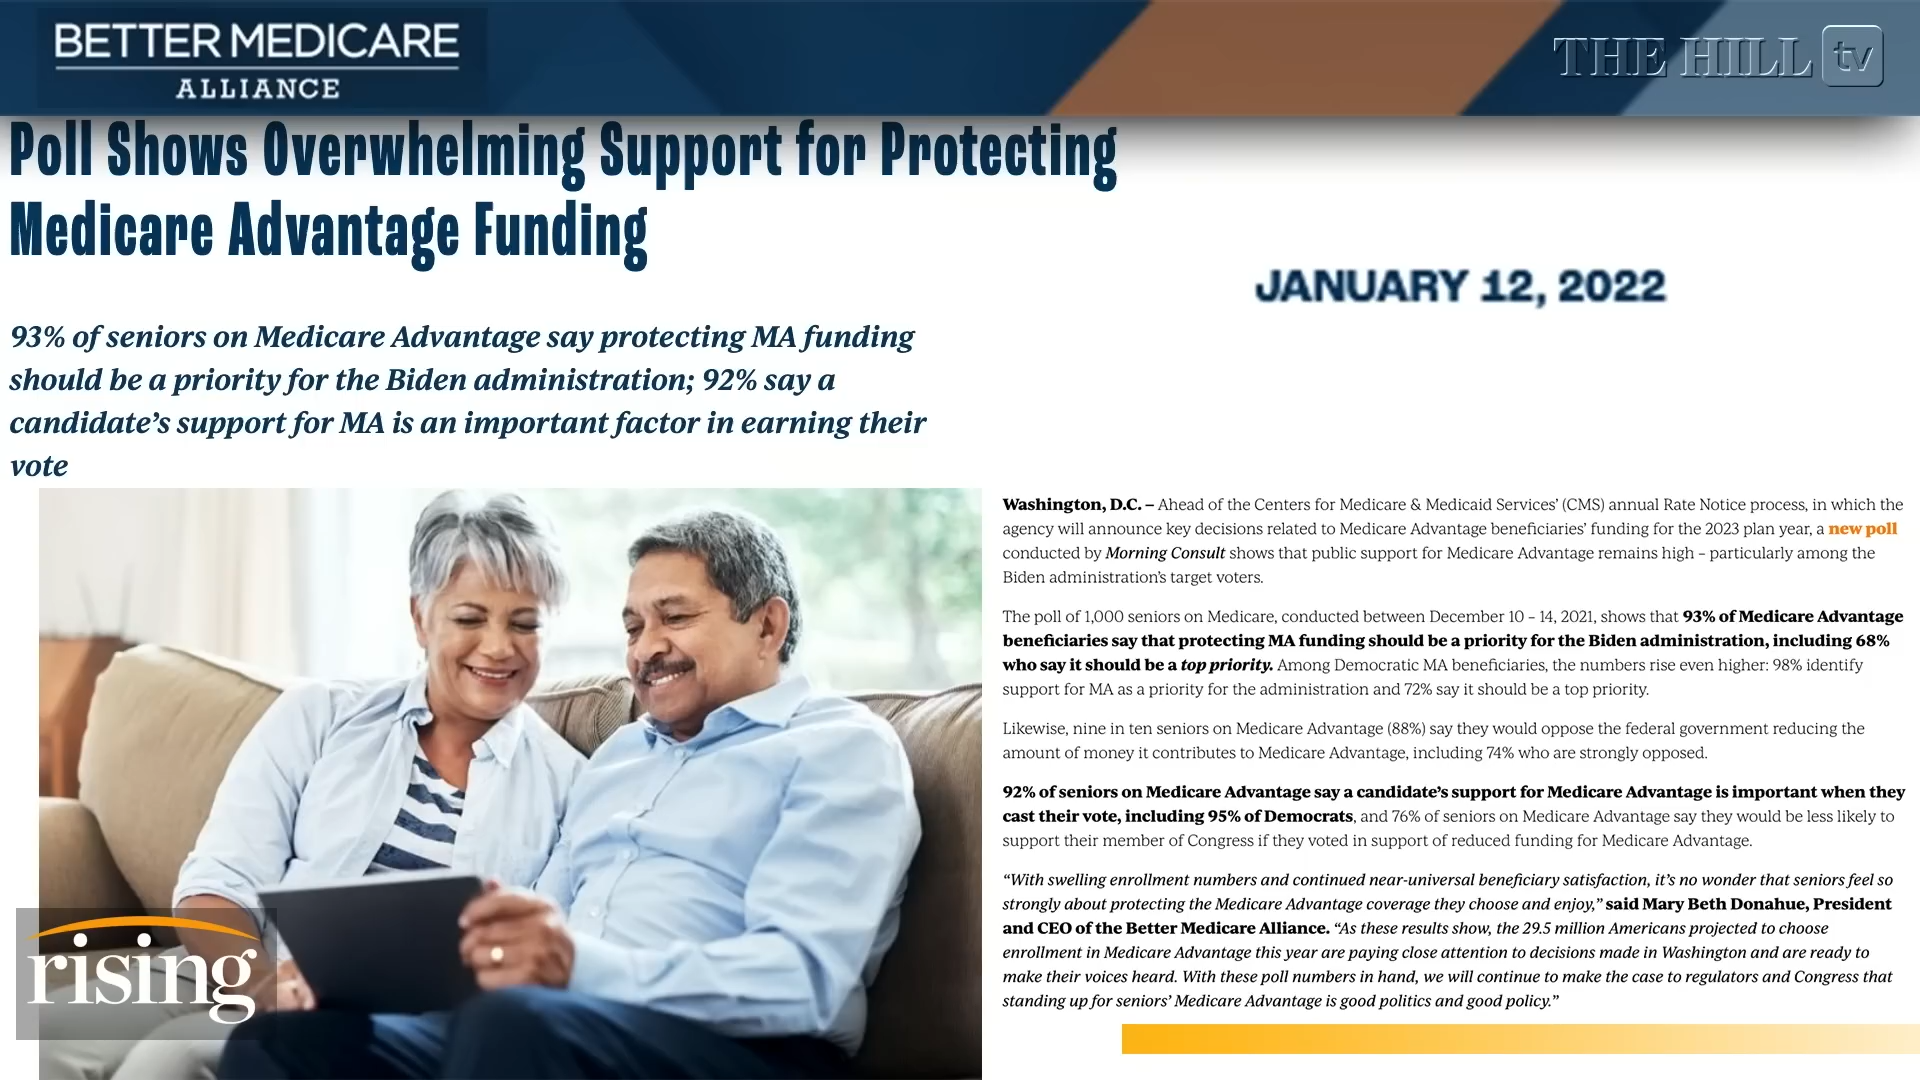 BETTER MEDICARE
ALLIANCE
THE HILL tv
Poll Shows Overwhelming Support for Protecting
Medicare Advantage Funding
JANUARY 12, 2022
93% of seniors on Medicare Advantage say protecting MA funding
should be a priority for the Biden administration; 92% say a
candidate’s support for MA is an important factor in earning their
vote
Washington, D.C. – Ahead of the Centers for Medicare & Medicaid Services’ (CMS) annual Rate Notice process, in which the
agency will announce key decisions related to Medicare Advantage beneficiaries’ funding for the 2023 plan year, a new poll
conducted by Morning Consult shows that public support for Medicare Advantage remains high – particularly among the
Biden administration’s target voters.
The poll of 1,000 seniors on Medicare, conducted between December 10 – 14, 2021, shows that 93% of Medicare Advantage
beneficiaries say that protecting MA funding should be a priority for the Biden administration, including 68%
who say it should be a top priority. Among Democratic MA beneficiaries, the numbers rise even higher: 98% identify
support for MA as a priority for the administration and 72% say it should be a top priority.
Likewise, nine in ten seniors on Medicare Advantage (88%) say they would oppose the federal government reducing the
amount of money it contributes to Medicare Advantage, including 74% who are strongly opposed.
92% of seniors on Medicare Advantage say a candidate’s support for Medicare Advantage is important when they
cast their vote, including 95% of Democrats, and 76% of seniors on Medicare Advantage say they would be less likely to
support their member of Congress if they voted in support of reduced funding for Medicare Advantage.
“With swelling enrollment numbers and continued near-universal beneficiary satisfaction, it’s no wonder that seniors feel so
strongly about protecting the Medicare Advantage coverage they choose and enjoy,” said Mary Beth Donahue, President
and CEO of the Better Medicare Alliance. “As these results show, the 29.5 million Americans projected to choose
enrollment in Medicare Advantage this year are paying close attention to decisions made in Washington and are ready to
make their voices heard. With these poll numbers in hand, we will continue to make the case to regulators and Congress that
standing up for seniors’ Medicare Advantage is good politics and good policy.”
rising